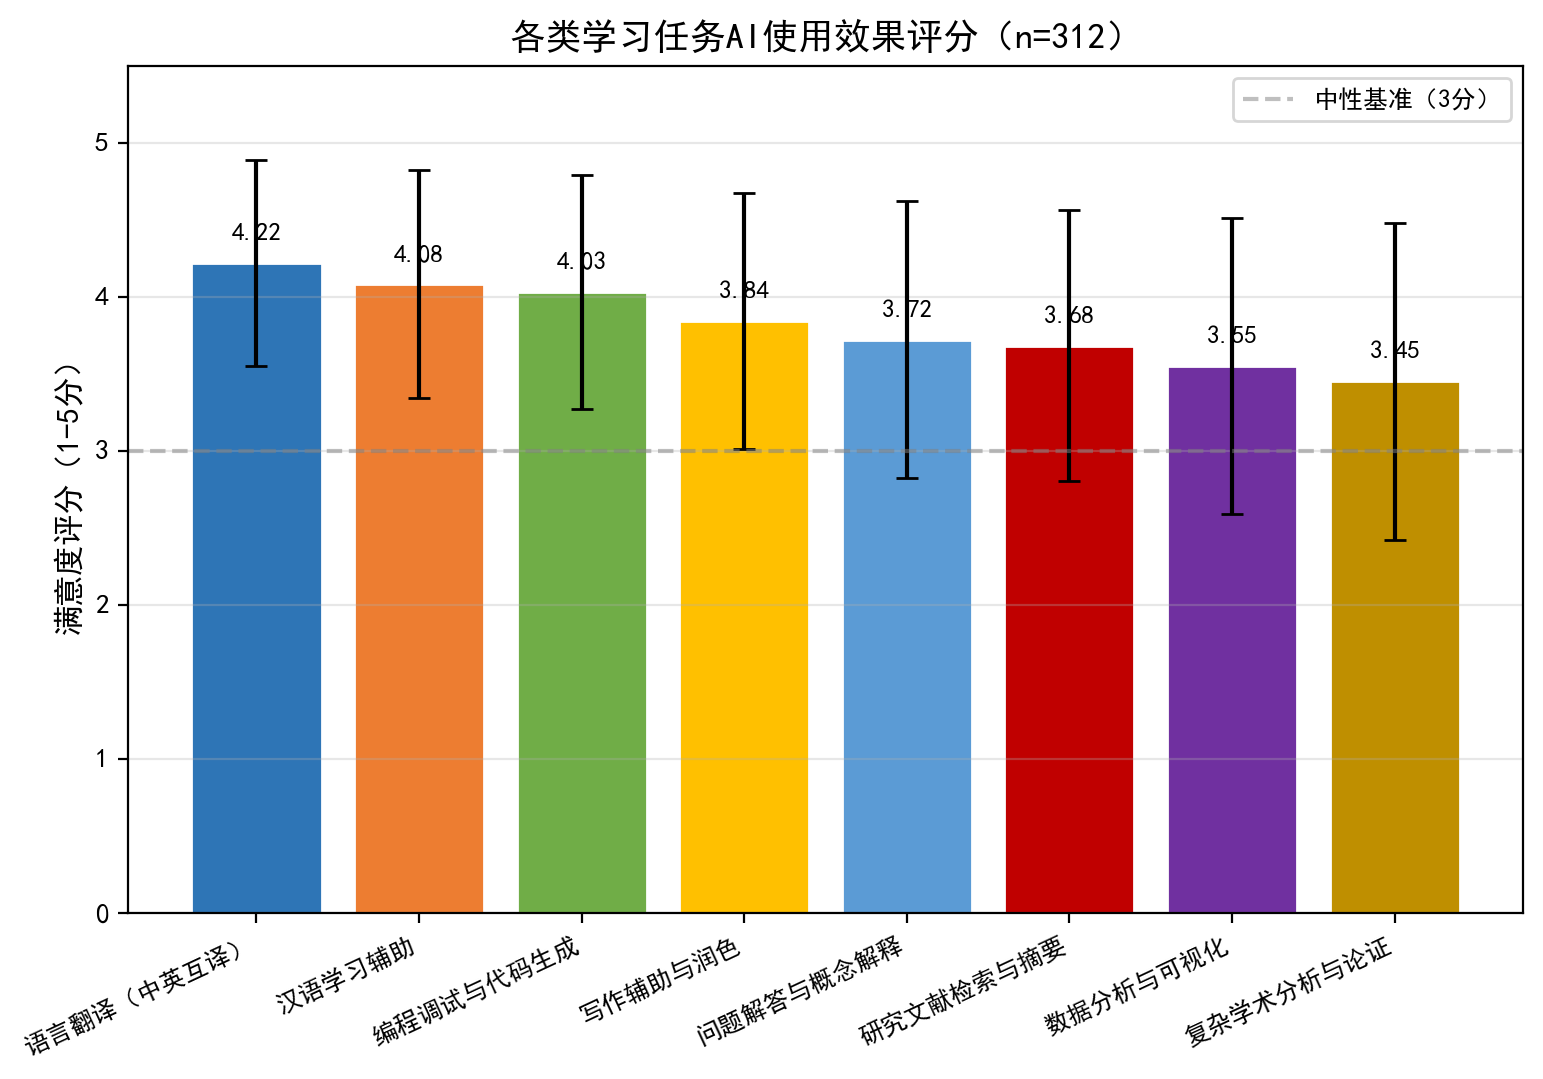 各类学习任务AI使用效果评分（n=312）
中性基准（3分）
满意度评分（1-5分）
5
4
3
2
1
0
4.22
4.08
4.03
3.84
3.72
3.68
3.55
3.45
语言翻译（中英互译）
汉语学习辅助
编程调试与代码生成
写作辅助与润色
问题解答与概念解释
研究文献检索与摘要
数据分析与可视化
复杂学术分析与论证